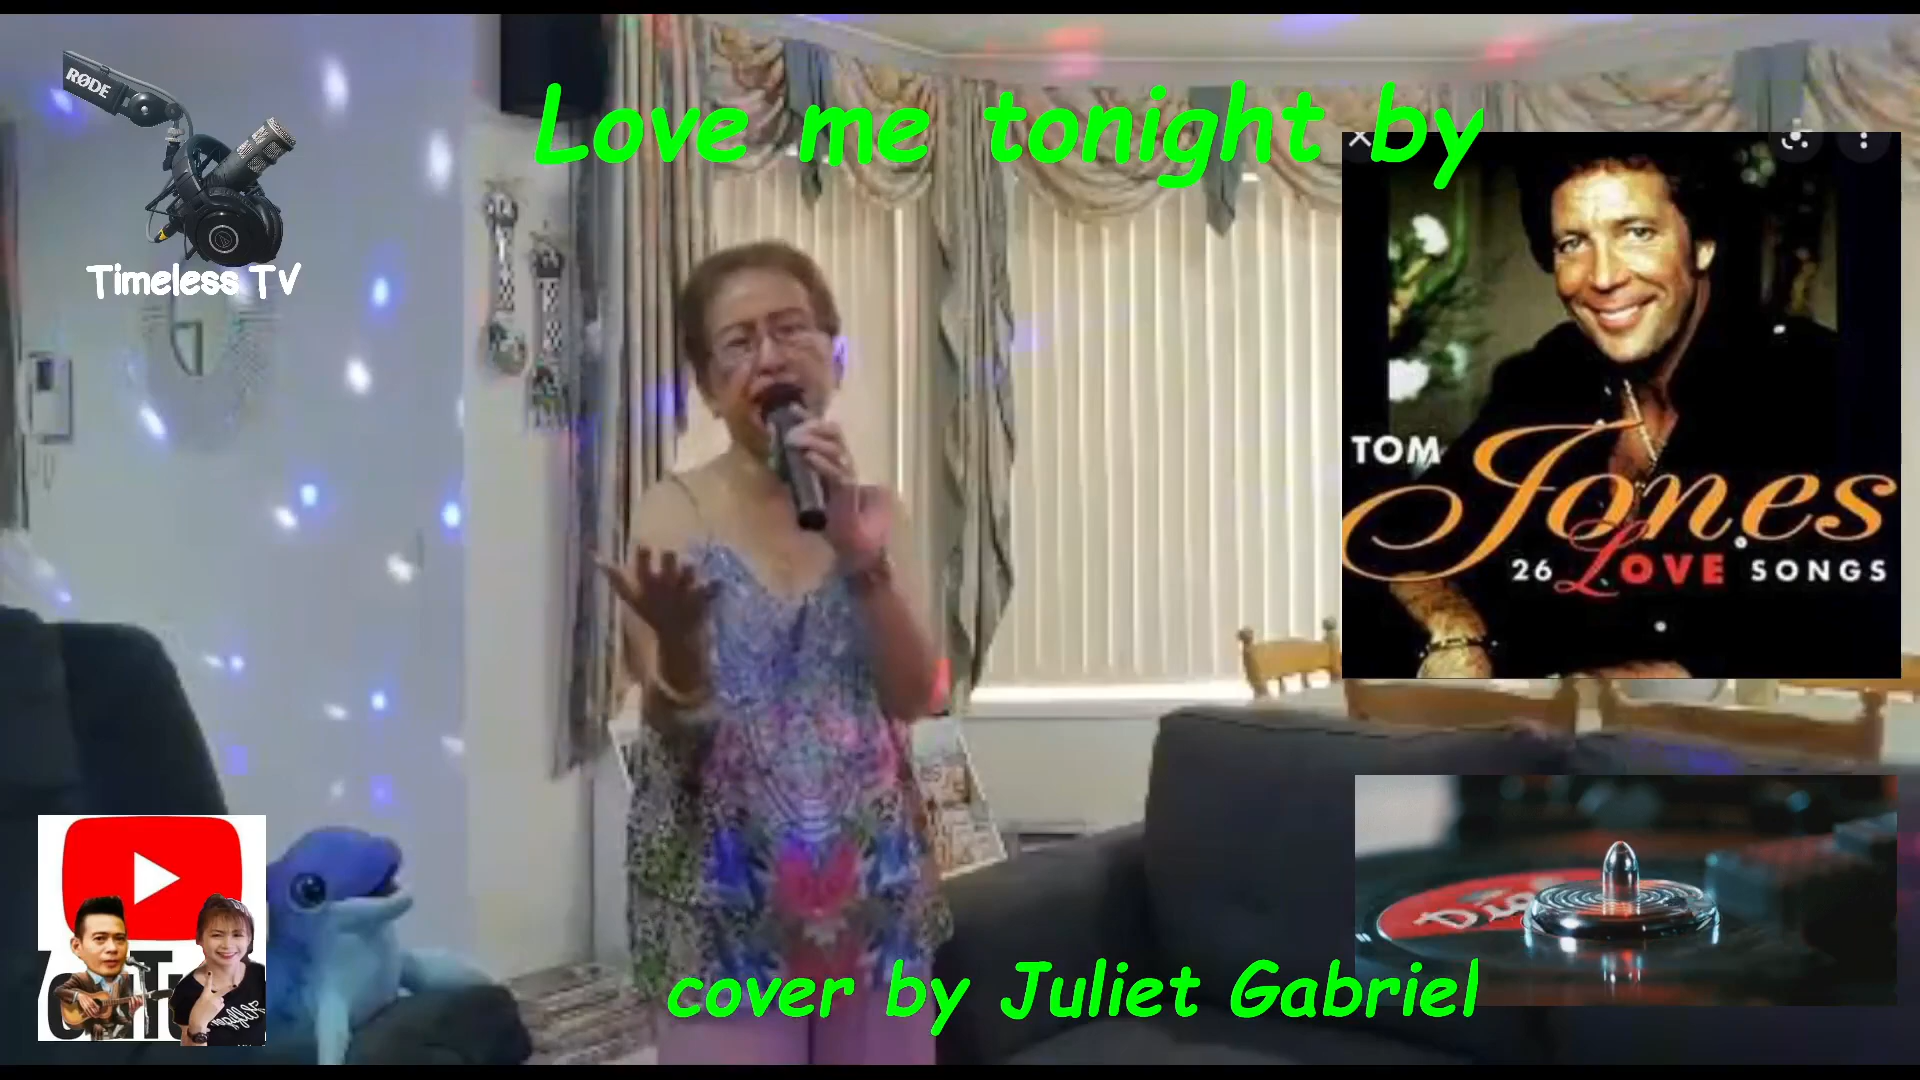 RØDE
Timeless TV
Love me tonight by
TOM
Jones
26 LOVE SONGS
cover by Juliet Gabriel